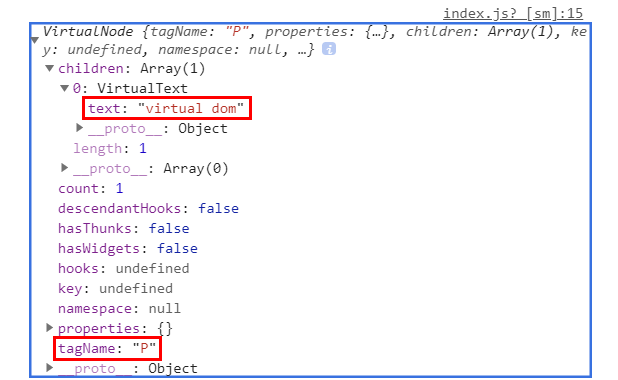 index.js? [sm]:15
VirtualNode {tagName: "P", properties: {…}, children: Array(1), ke
y: undefined, namespace: null, …} i
children: Array(1)
0: VirtualText
text: "virtual dom"
__proto__: Object
length: 1
__proto__: Array(0)
count: 1
descendantHooks: false
hasThunks: false
hasWidgets: false
hooks: undefined
key: undefined
namespace: null
properties: {}
tagName: "P"
__proto__: Object